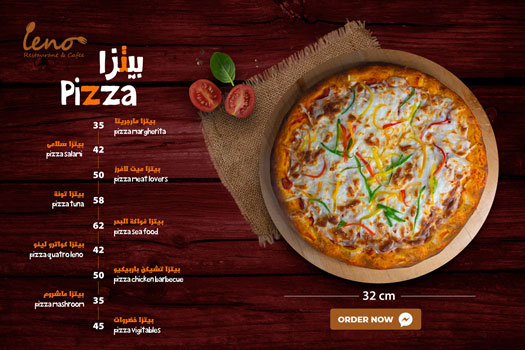 Leno
Restaurant & Cafe
بيتزا
Pizza
35 بيتزا مارجريتا
pizza margherita
بيتزا سلامى 42
pizza salami
50 بيتزا ميت لافرز
pizza meat lovers
بيتزا تونة 58
pizza tuna
62 بيتزا فواكة البحر
pizza sea food
بيتزا كواترو لينو 42
pizza quatro leno
50 بيتزا تشيكن باربيكيو
pizza chicken barbecue
بيتزا ماشروم 35
pizza mashroom
45 بيتزا خضروات
pizza vigitables
32 cm
ORDER NOW